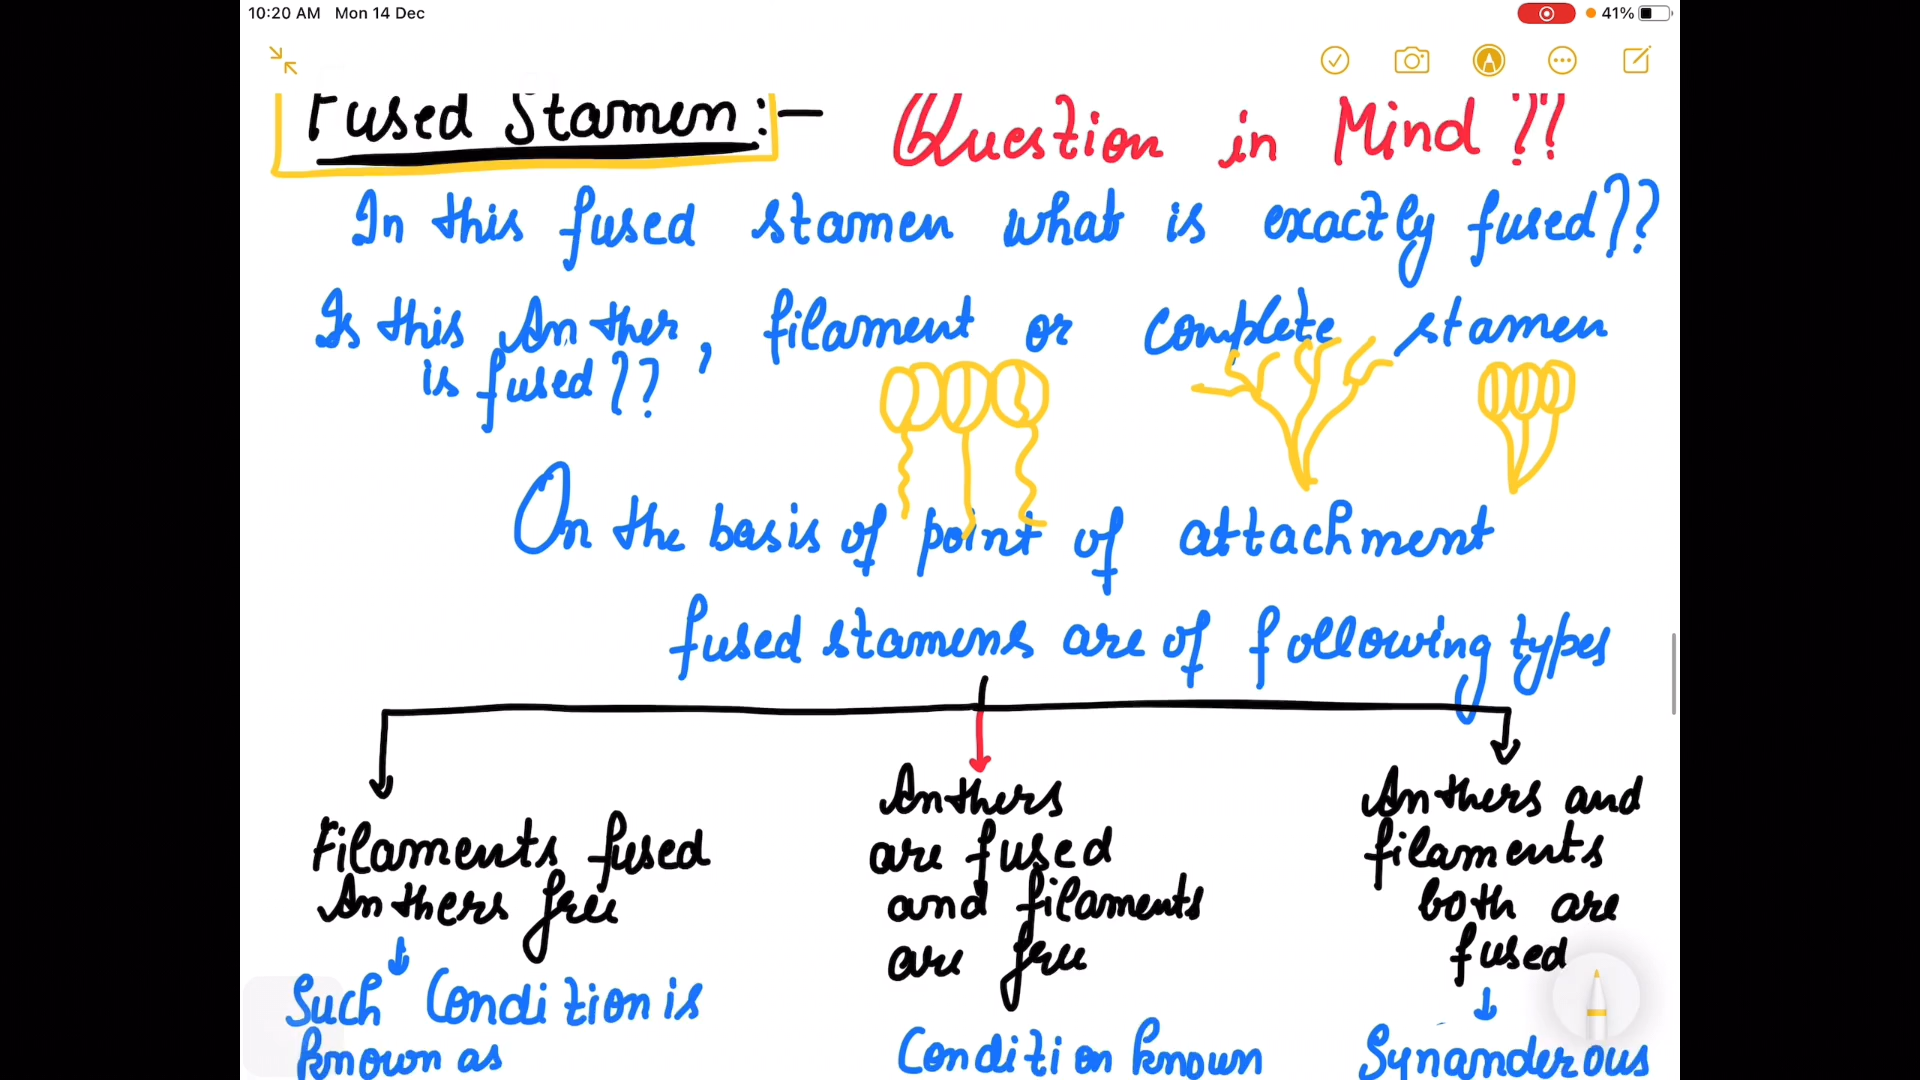 10:20 AM Mon 14 Dec
41%
Fused Stamen:-
Question in Mind ??
In this fused stamen what is exactly fused??
Is this Anther, filament or complete stamen
is fused??
On the basis of point of attachment
fused stamens are of following types
Filaments fused
Anthers free
Such Condition is
known as
Anthers
are fused
and filaments
are free
Condition known
Anthers and
filaments
both are
fused
Synanderous